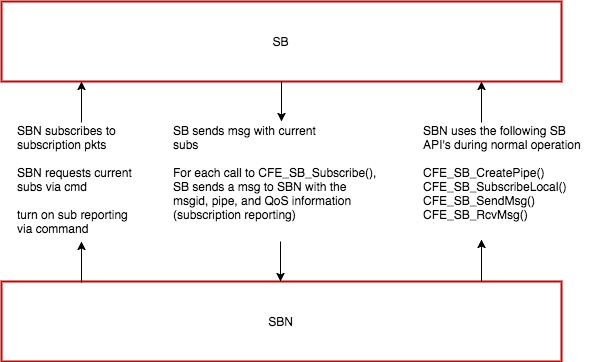 SB
SBN subscribes to
subscription pkts
SBN requests current
subs via cmd
turn on sub reporting
via command
SB sends msg with current
subs
For each call to CFE_SB_Subscribe(),
SB sends a msg to SBN with the
msgid, pipe, and QoS information
(subscription reporting)
SBN uses the following SB
API's during normal operation
CFE_SB_CreatePipe()
CFE_SB_SubscribeLocal()
CFE_SB_SendMsg()
CFE_SB_RcvMsg()
SBN